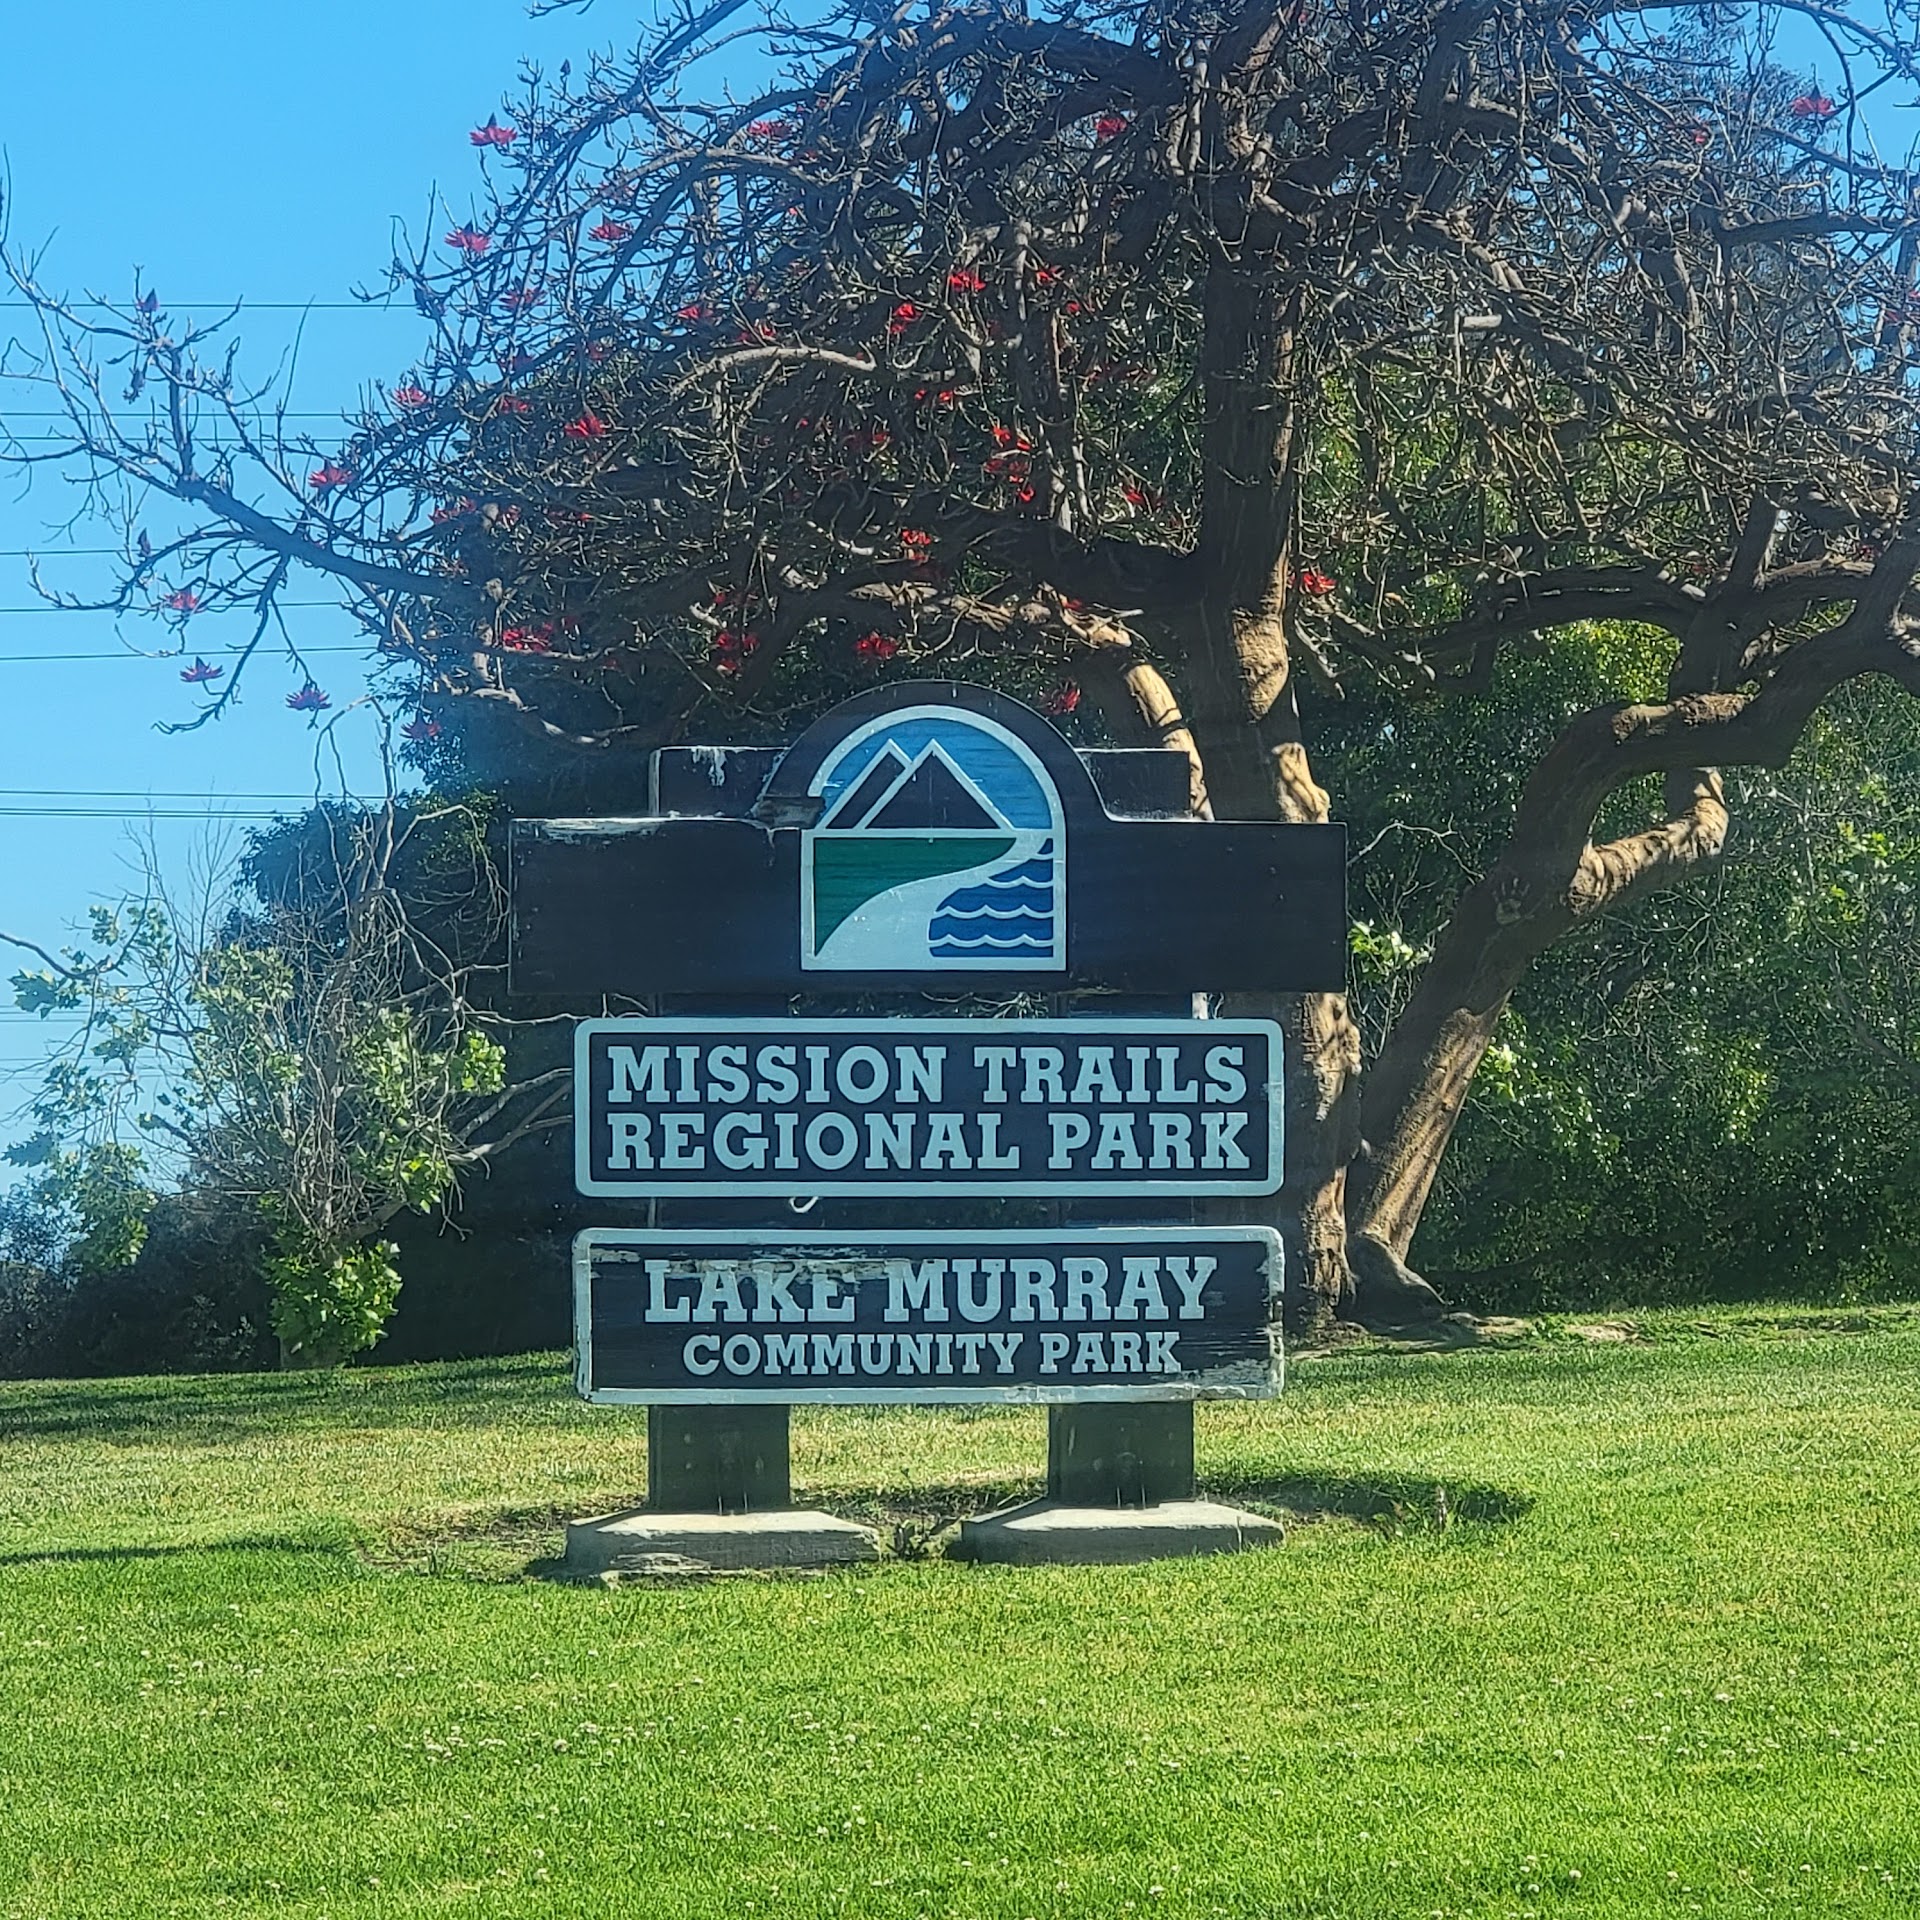 MISSION TRAILS
REGIONAL PARK
LAKE MURRAY
COMMUNITY PARK